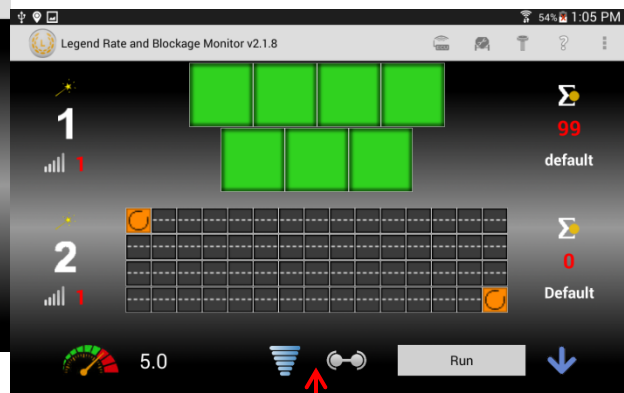 54% 1:05 PM
L Legend Rate and Blockage Monitor v2.1.8
?
1
1
Σ
99
default
2
1
Σ
0
Default
5.0
Run